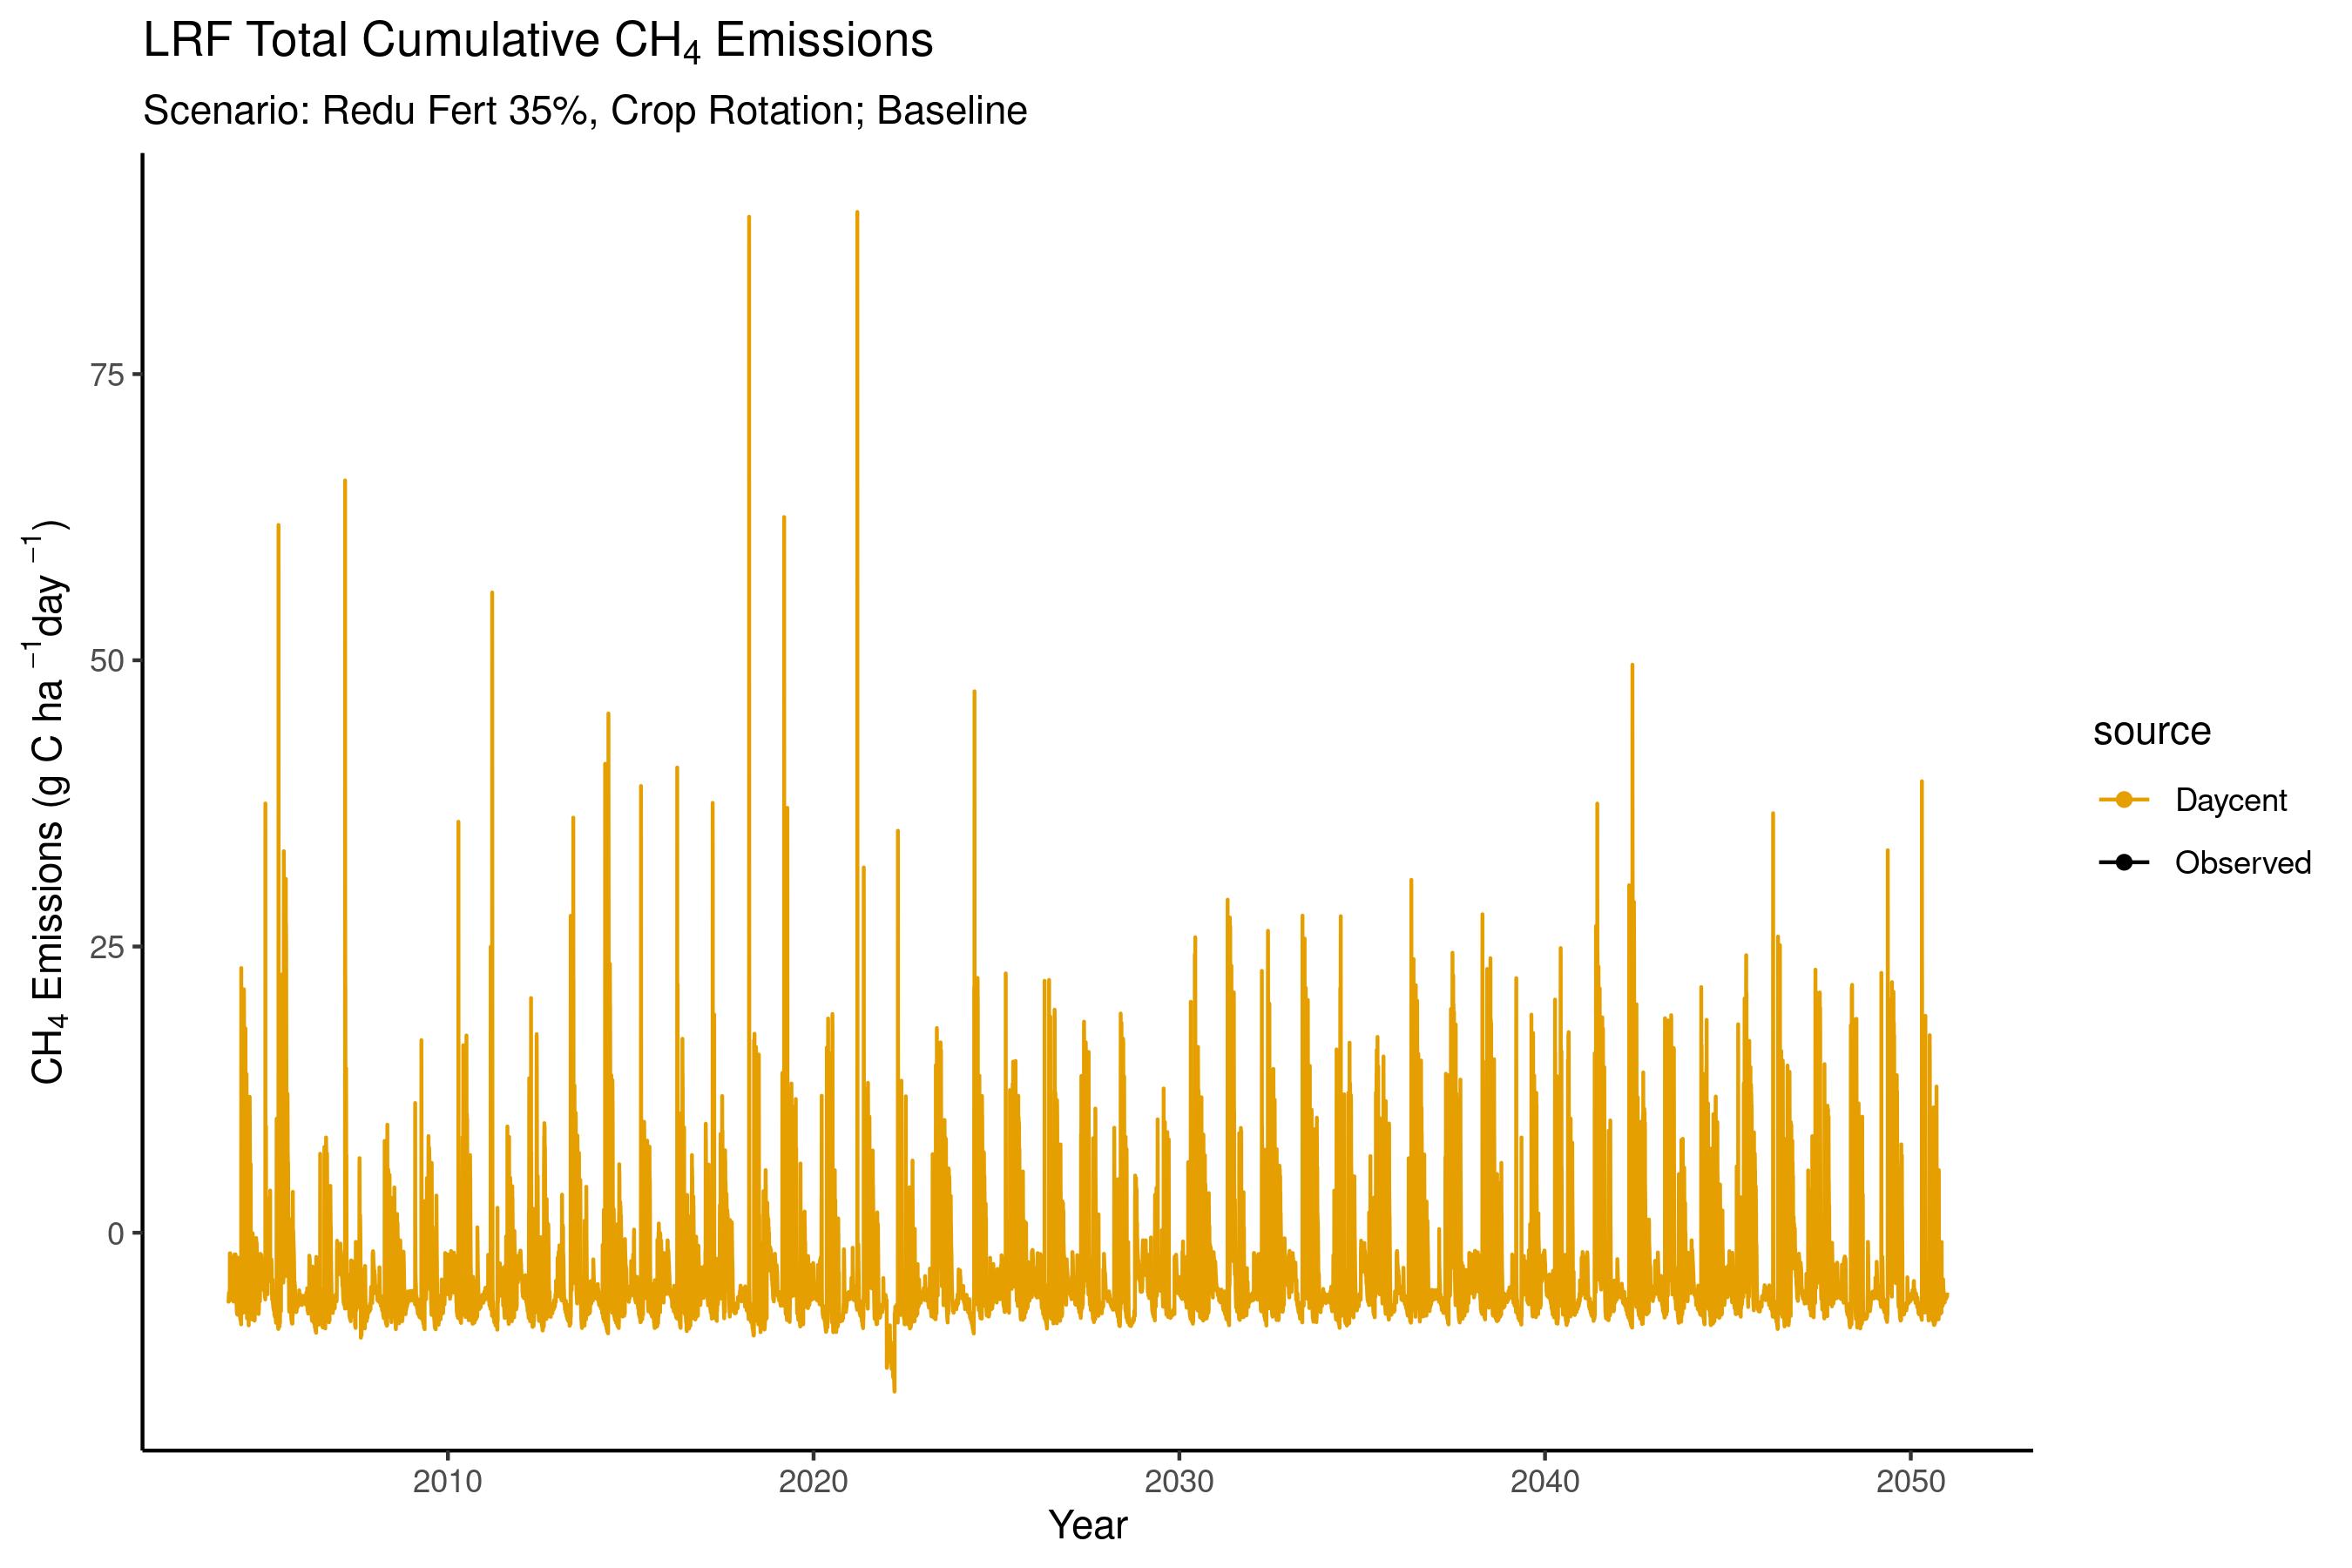 LRF Total Cumulative CH₄ Emissions
Scenario: Redu Fert 35%, Crop Rotation; Baseline
CH₄ Emissions (g C ha ⁻¹day ⁻¹)
75
50
25
0
2010 2020 2030 2040 2050
Year
source
Daycent
Observed